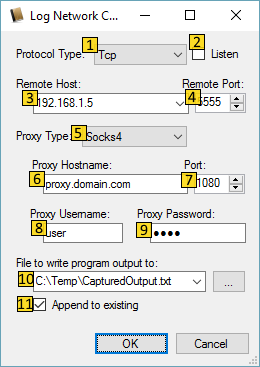 Log Network C...
Protocol Type: 1 Tcp 2 Listen
Remote Host: Remote Port:
3 192.168.1.5 4 5555
Proxy Type: 5 Socks4
Proxy Hostname: Port:
6 proxy.domain.com 7 1080
Proxy Username: Proxy Password:
8 user 9 ●●●●
File to write program output to:
10 C:\Temp\CapturedOutput.txt ...
11 Append to existing
OK Cancel